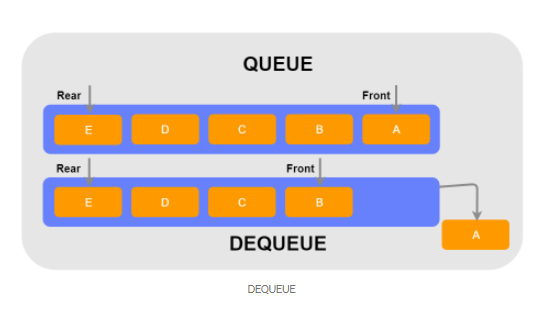 QUEUE
Rear Front
E D C B A
Rear Front
E D C B
A
DEQUEUE
DEQUEUE